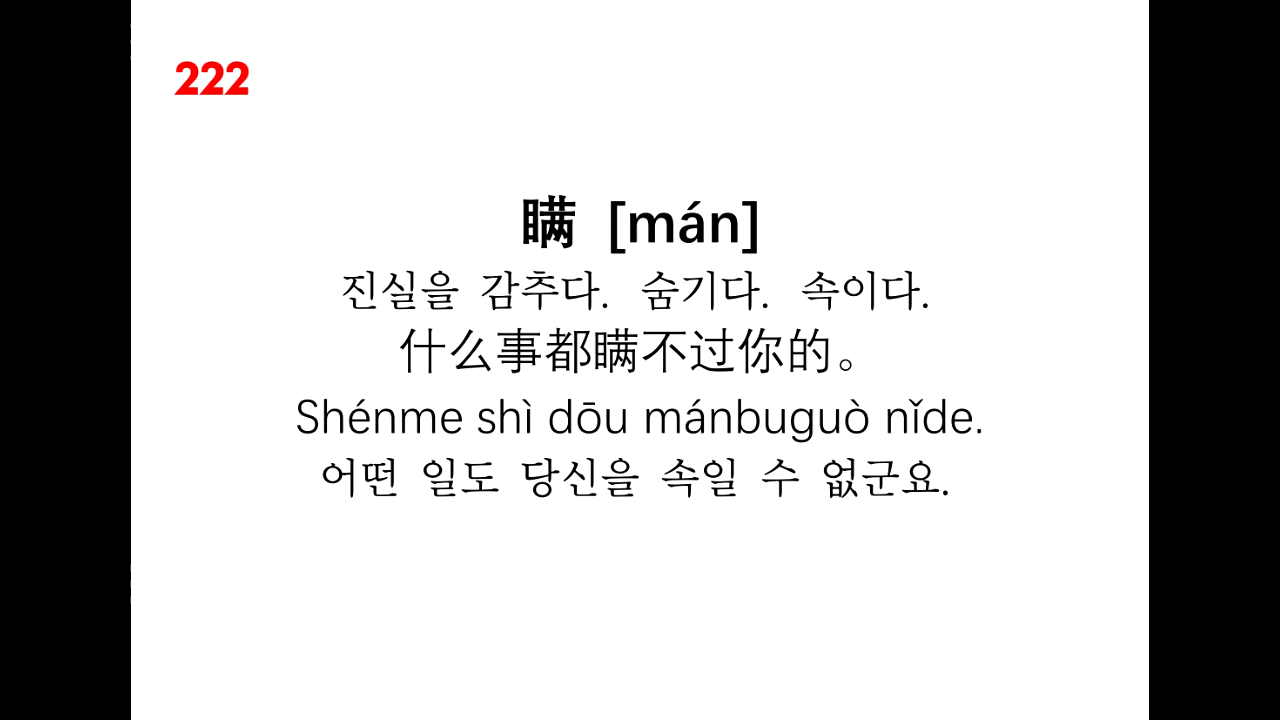 222
瞒 [mán]
진실을 감추다. 숨기다. 속이다.
什么事都瞒不过你的。
Shénme shì dōu mánbuguò nǐde.
어떤 일도 당신을 속일 수 없군요.